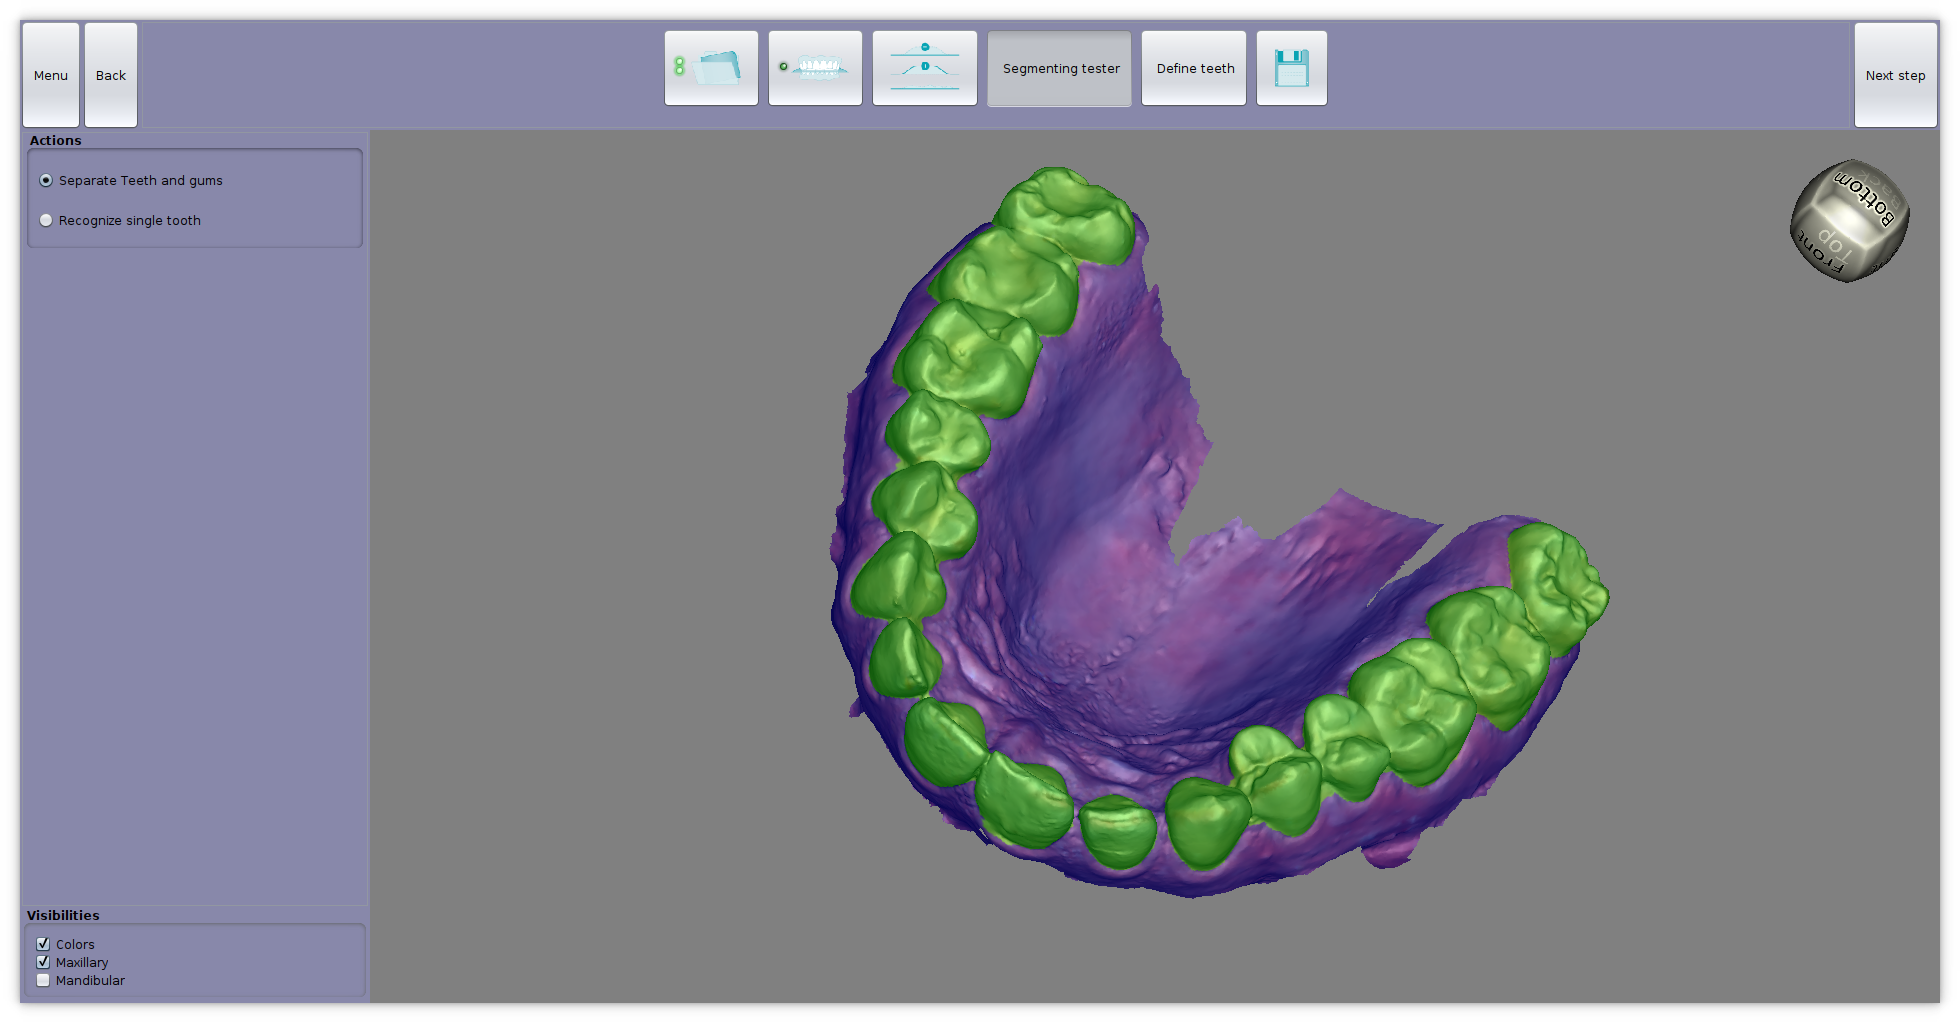 Menu
Back
Segmenting tester
Define teeth
Next step
Actions
Separate Teeth and gums
Recognize single tooth
Bottom
Back
Top
Front
Visibilities
Colors
Maxillary
Mandibular